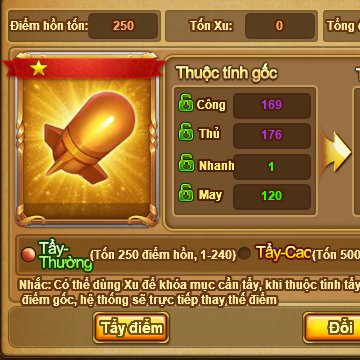 Điểm hồn tốn: 250 Tốn Xu: 0 Tổng
Thuộc tính gốc
Công 169
Thủ 176
Nhanh 1
May 120
Tẩy-Thường (Tốn 250 điểm hồn, 1-240) Tẩy-Cao (Tốn 500
Nhắc: Có thể dùng Xu để khóa mục cần tẩy, khi thuộc tính tẩy
điểm gốc, hệ thống sẽ trực tiếp thay thế điểm
Tẩy điểm Đổi